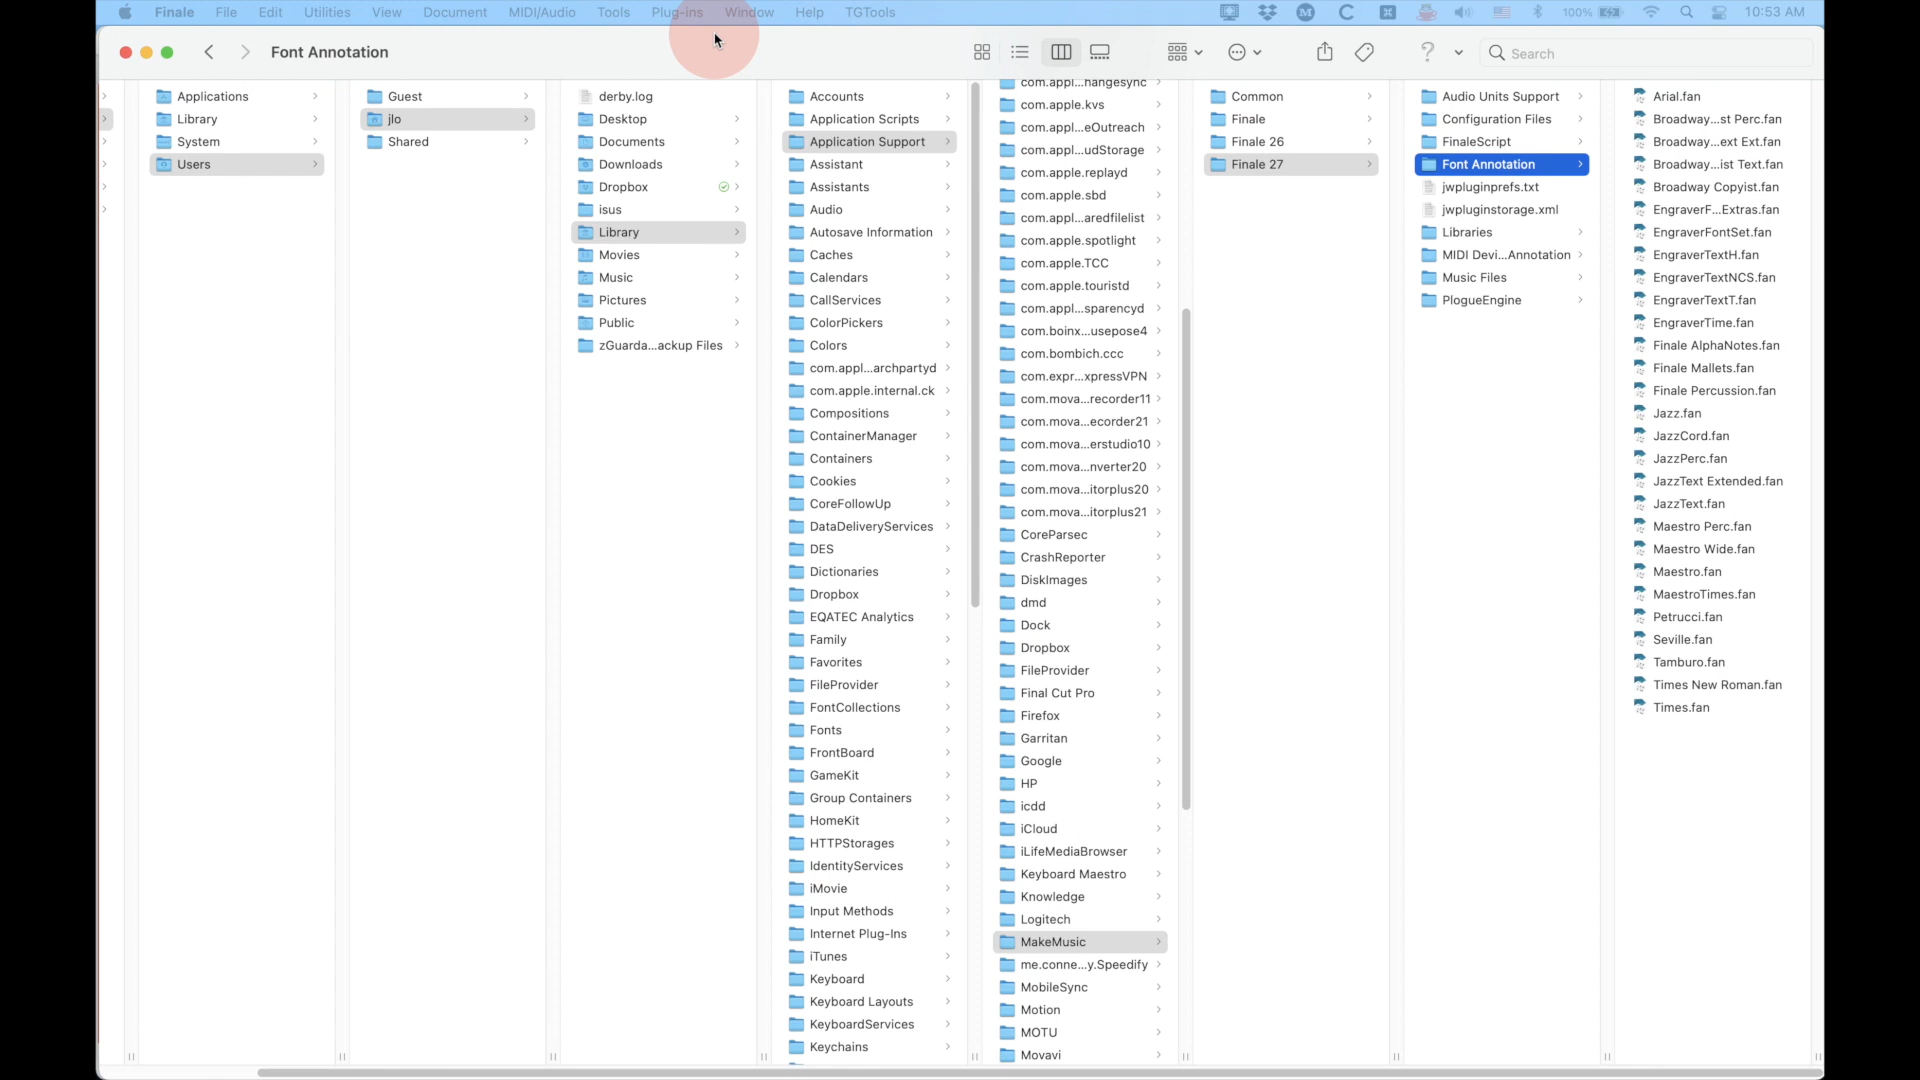 Finale File Edit Utilities View Document MIDI/Audio Tools Plug-ins Window Help TGTools 100% 10:53 AM
Font Annotation
Search
Applications
Library
System
Users
Guest
jlo
Shared
derby.log
Desktop
Documents
Downloads
Dropbox
isus
Library
Movies
Music
Pictures
Public
zGuarda...ackup Files
Accounts
Application Scripts
Application Support
Assistant
Assistants
Audio
Autosave Information
Caches
Calendars
CallServices
ColorPickers
Colors
com.appl...archpartyd
com.apple.internal.ck
Compositions
ContainerManager
Containers
Cookies
CoreFollowUp
DataDeliveryServices
DES
Dictionaries
Dropbox
EQATEC Analytics
Family
Favorites
FileProvider
FontCollections
Fonts
FrontBoard
GameKit
Group Containers
HomeKit
HTTPStorages
IdentityServices
iMovie
Input Methods
Internet Plug-Ins
iTunes
Keyboard
Keyboard Layouts
KeyboardServices
Keychains
com.appl...hangesync
com.apple.kvs
com.appl...eOutreach
com.appl...udStorage
com.apple.replayd
com.apple.sbd
com.appl...aredfilelist
com.apple.spotlight
com.apple.TCC
com.apple.touristd
com.appl...sparencyd
com.boinx...usepose4
com.bombich.ccc
com.expr...xpressVPN
com.mova...recorder11
com.mova...ecorder21
com.mova...erstudio10
com.mova...nverter20
com.mova...itorplus20
com.mova...itorplus21
CoreParsec
CrashReporter
DiskImages
dmd
Dock
Dropbox
FileProvider
Final Cut Pro
Firefox
Garritan
Google
HP
icdd
iCloud
iLifeMediaBrowser
Keyboard Maestro
Knowledge
Logitech
MakeMusic
me.conne...y.Speedify
MobileSync
Motion
MOTU
Movavi
Common
Finale
Finale 26
Finale 27
Audio Units Support
Configuration Files
FinaleScript
Font Annotation
jwpluginprefs.txt
jwpluginstorage.xml
Libraries
MIDI Devi...Annotation
Music Files
PlogueEngine
Arial.fan
Broadway...st Perc.fan
Broadway...ext Ext.fan
Broadway...ist Text.fan
Broadway Copyist.fan
EngraverF...Extras.fan
EngraverFontSet.fan
EngraverTextH.fan
EngraverTextNCS.fan
EngraverTextT.fan
EngraverTime.fan
Finale AlphaNotes.fan
Finale Mallets.fan
Finale Percussion.fan
Jazz.fan
JazzCord.fan
JazzPerc.fan
JazzText Extended.fan
JazzText.fan
Maestro Perc.fan
Maestro Wide.fan
Maestro.fan
MaestroTimes.fan
Petrucci.fan
Seville.fan
Tamburo.fan
Times New Roman.fan
Times.fan